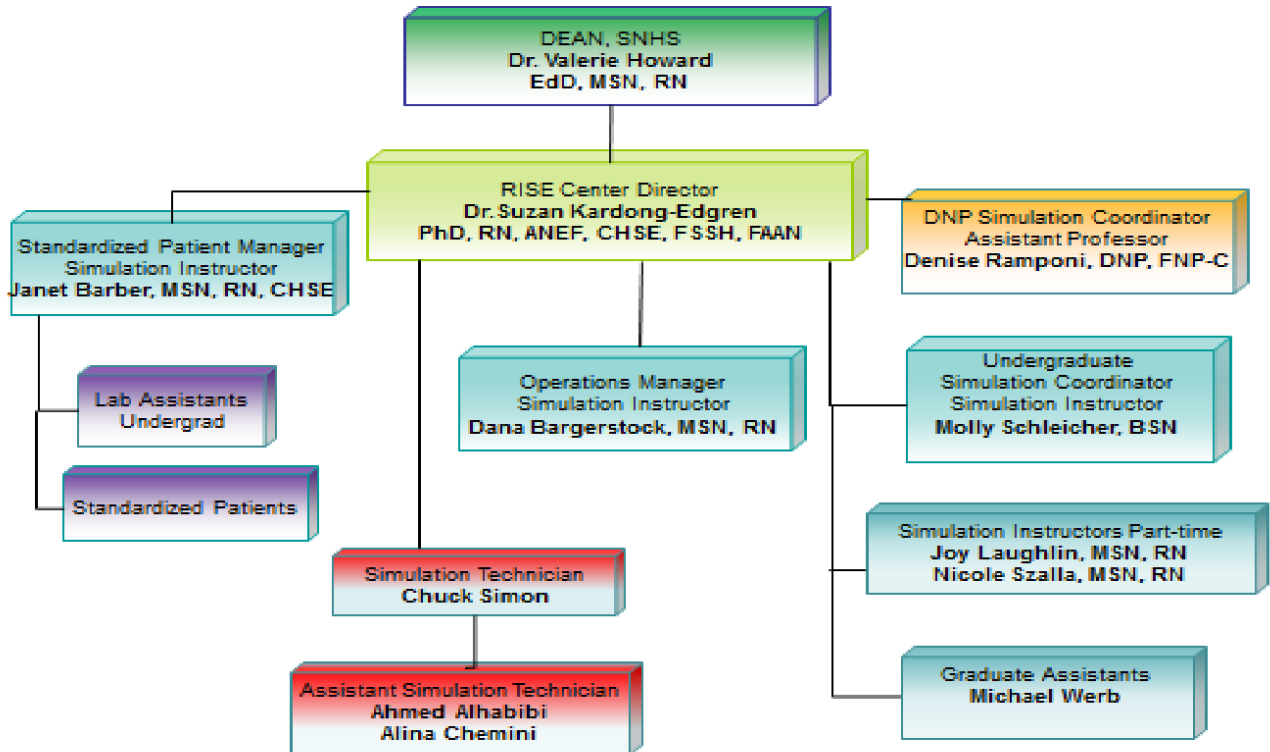 DEAN, SNHS
Dr. Valerie Howard
EdD, MSN, RN
RISE Center Director
Dr.Suzan Kardong-Edgren
PhD, RN, ANEF, CHSE, FSSH, FAAN
Standardized Patient Manager
Simulation Instructor
Janet Barber, MSN, RN, CHSE
DNP Simulation Coordinator
Assistant Professor
Denise Ramponi, DNP, FNP-C
Lab Assistants
Undergrad
Standardized Patients
Operations Manager
Simulation Instructor
Dana Bargerstock, MSN, RN
Undergraduate
Simulation Coordinator
Simulation Instructor
Molly Schleicher, BSN
Simulation Instructors Part-time
Joy Laughlin, MSN, RN
Nicole Szalla, MSN, RN
Simulation Technician
Chuck Simon
Assistant Simulation Technician
Ahmed Alhabibi
Alina Chemini
Graduate Assistants
Michael Werb